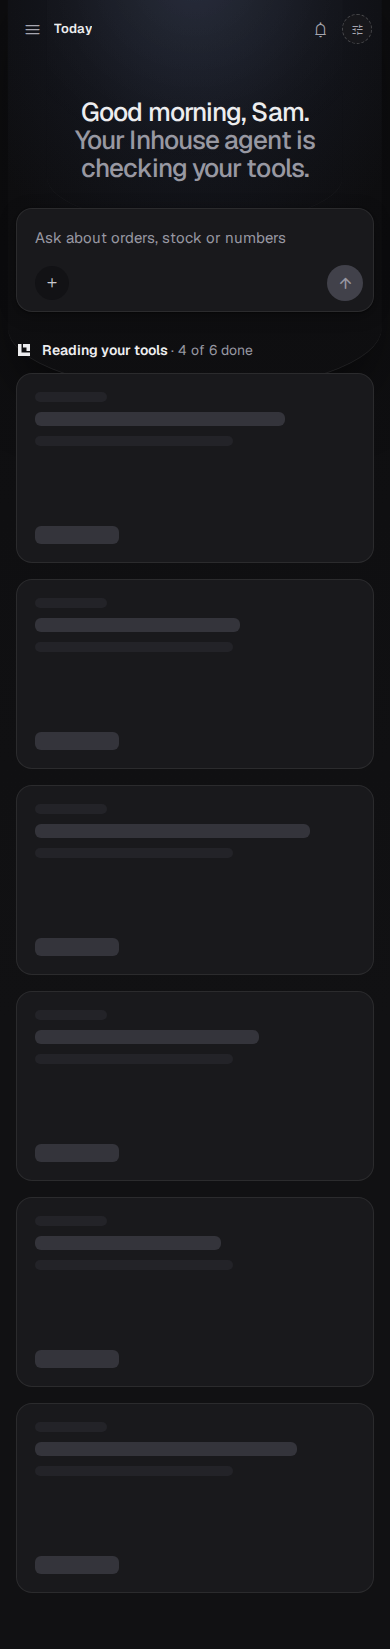 Today
Good morning, Sam.
Your Inhouse agent is
checking your tools.
Ask about orders, stock or numbers
Reading your tools · 4 of 6 done